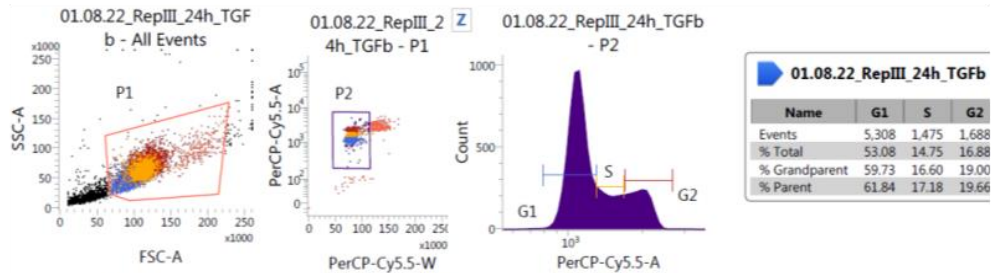 01.08.22_RepIII_24h_TGF
b - All Events
x1000
250
200
150
100
50
0
SSC-A
P1
0 50 100 150 200 250
x1000
FSC-A
01.08.22_RepIII_2 Z
4h_TGFb - P1
10^5
10^4
10^3
10^2
0
PerCP-Cy5.5-A
P2
0 50 100 150 200 250
x1000
PerCP-Cy5.5-W
01.08.22_RepIII_24h_TGFb
- P2
1000
500
0
Count
G1
S
G2
10^3
PerCP-Cy5.5-A
01.08.22_RepIII_24h_TGFb
Name G1 S G2
Events 5,308 1,475 1,688
% Total 53.08 14.75 16.88
% Grandparent 59.73 16.60 19.00
% Parent 61.84 17.18 19.66